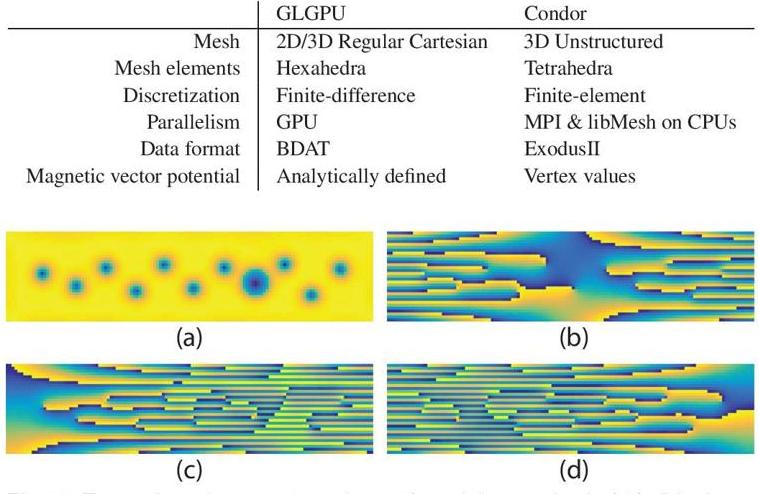 GLGPU Condor
Mesh 2D/3D Regular Cartesian 3D Unstructured
Mesh elements Hexahedra Tetrahedra
Discretization Finite-difference Finite-element
Parallelism GPU MPI & libMesh on CPUs
Data format BDAT ExodusII
Magnetic vector potential Analytically defined Vertex values
(a) (b)
(c) (d)